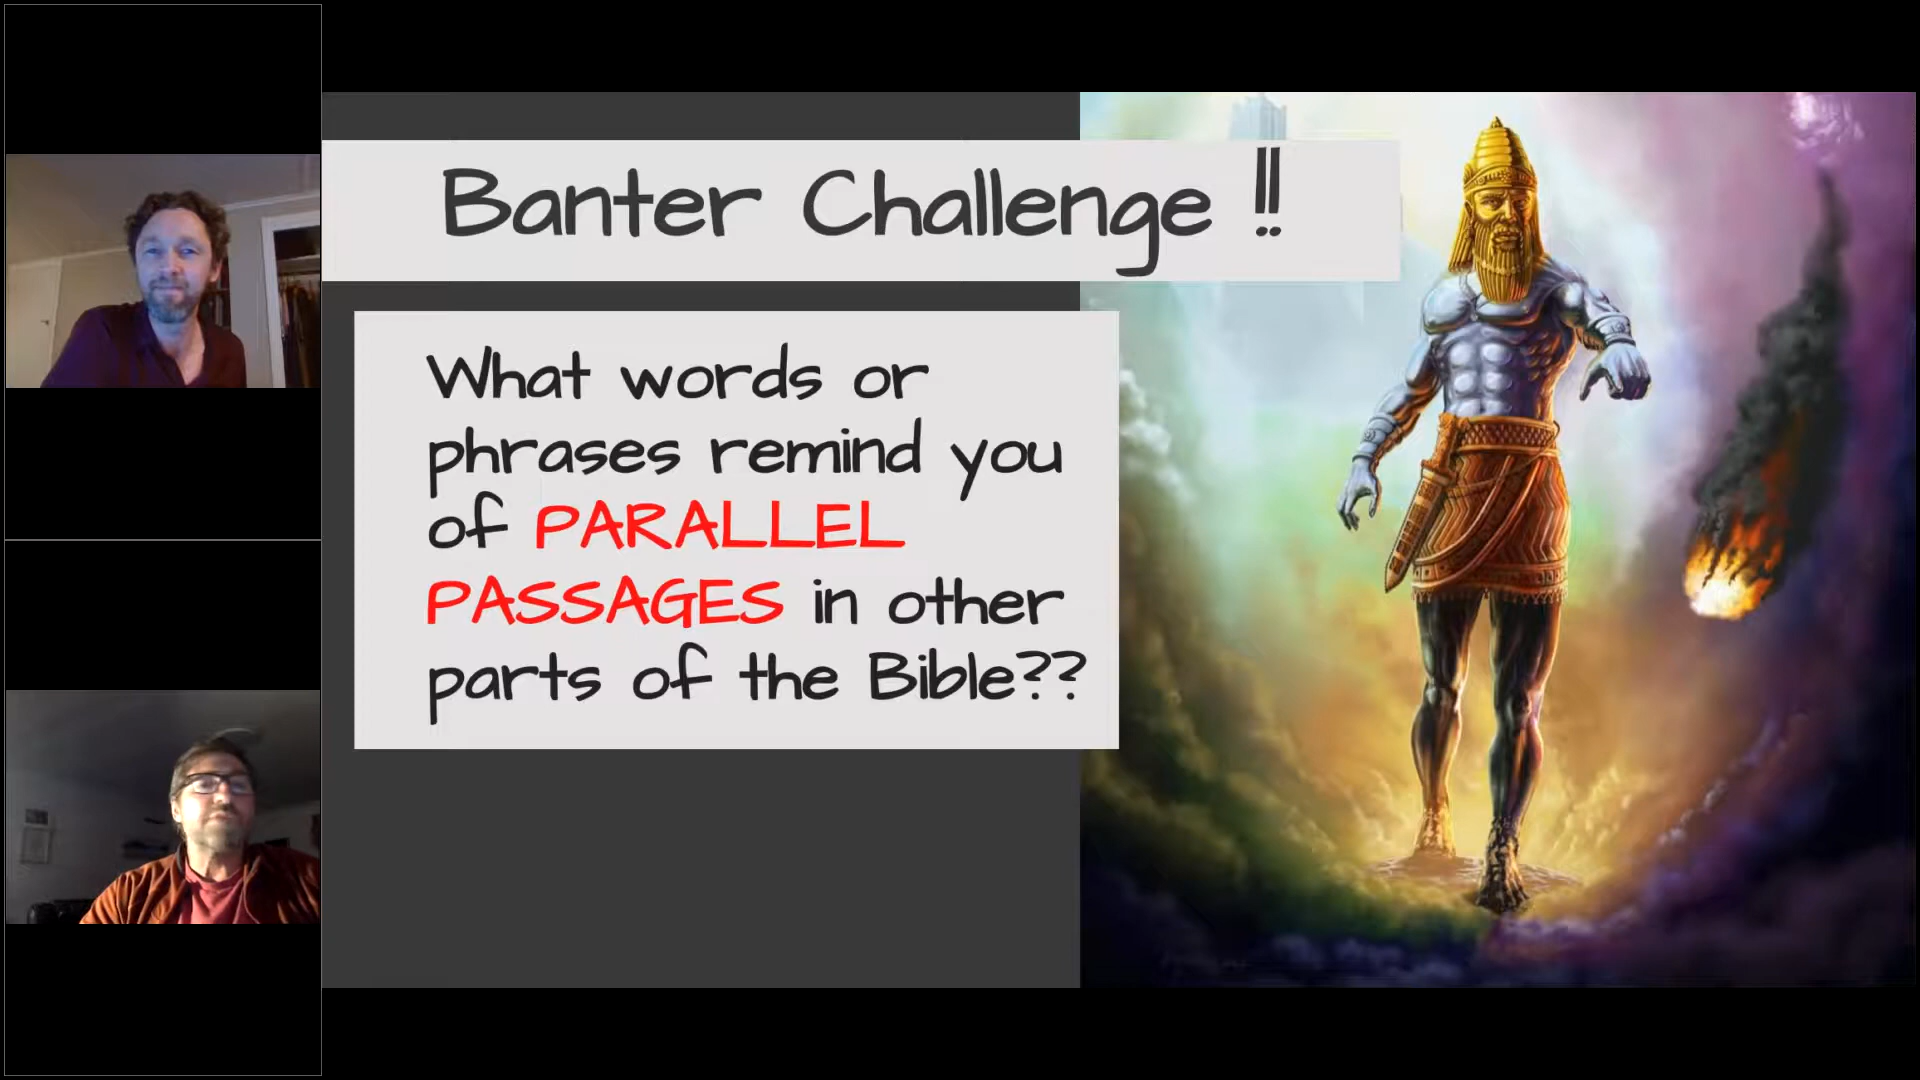 Banter Challenge !!
What words or
phrases remind you
of PARALLEL
PASSAGES in other
parts of the Bible??